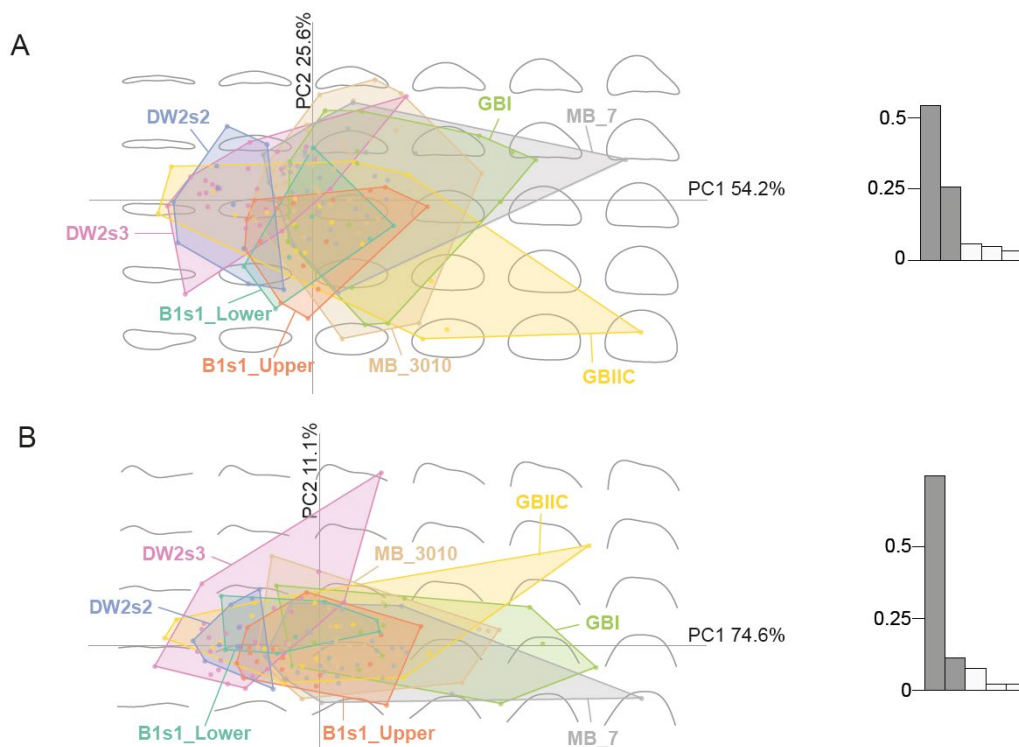 A
PC2 25.6%
DW2s2
GBI
MB_7
PC1 54.2%
DW2s3
B1s1_Lower
B1s1_Upper
MB_3010
GBIIC
0.5
0.25
0
B
PC2 11.1%
GBIIC
DW2s3
MB_3010
DW2s2
GBI
PC1 74.6%
B1s1_Lower
B1s1_Upper
MB_7
0.5
0.25
0